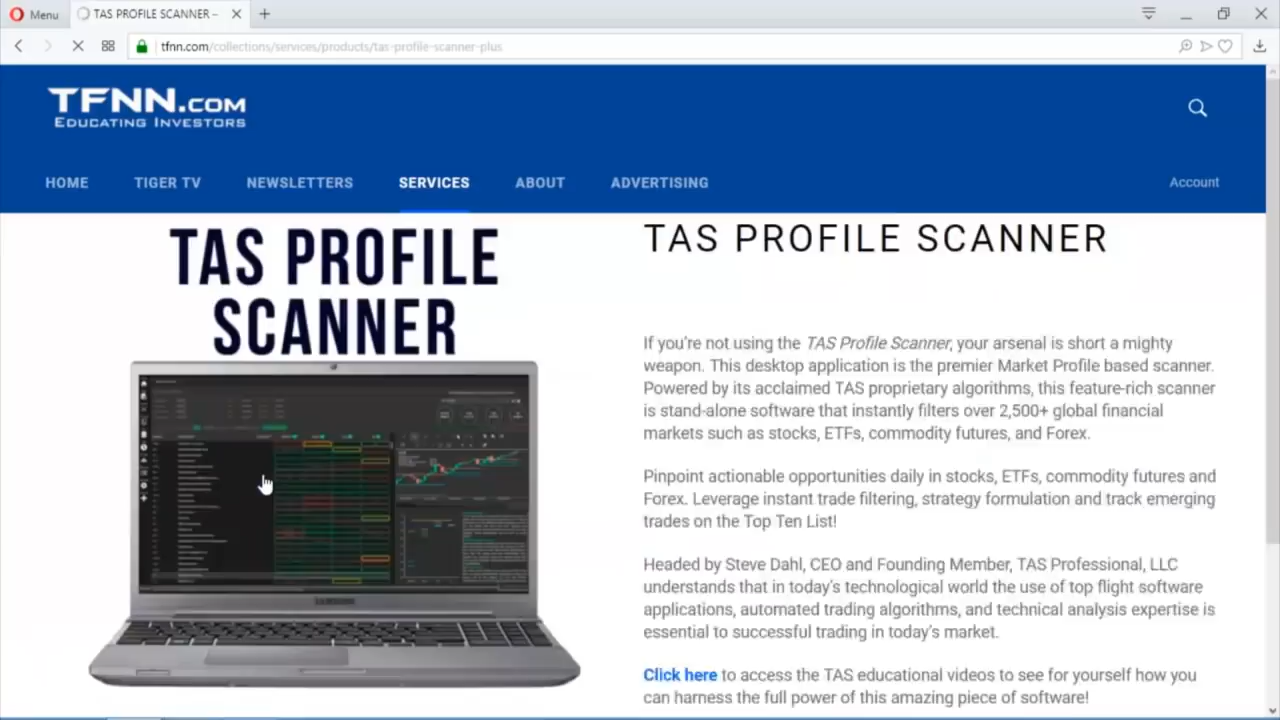 Menu
TAS PROFILE SCANNER –
tfnn.com/collections/services/products/tas-profile-scanner-plus
TFNN.COM
EDUCATING INVESTORS
HOME
TIGER TV
NEWSLETTERS
SERVICES
ABOUT
ADVERTISING
Account
TAS PROFILE
SCANNER
SAMSUNG
TAS PROFILE SCANNER
If you're not using the TAS Profile Scanner, your arsenal is short a mighty
weapon. This desktop application is the premier Market Profile based scanner.
Powered by its acclaimed TAS proprietary algorithms, this feature-rich scanner
is stand-alone software that instantly filters over 2,500+ global financial
markets such as stocks, ETFs, commodity futures, and Forex.
Pinpoint actionable opportunities daily in stocks, ETFs, commodity futures and
Forex. Leverage instant trade filtering, strategy formulation and track emerging
trades on the Top Ten List!
Headed by Steve Dahl, CEO and Founding Member, TAS Professional, LLC
understands that in today's technological world the use of top flight software
applications, automated trading algorithms, and technical analysis expertise is
essential to successful trading in today's market.
Click here to access the TAS educational videos to see for yourself how you
can harness the full power of this amazing piece of software!